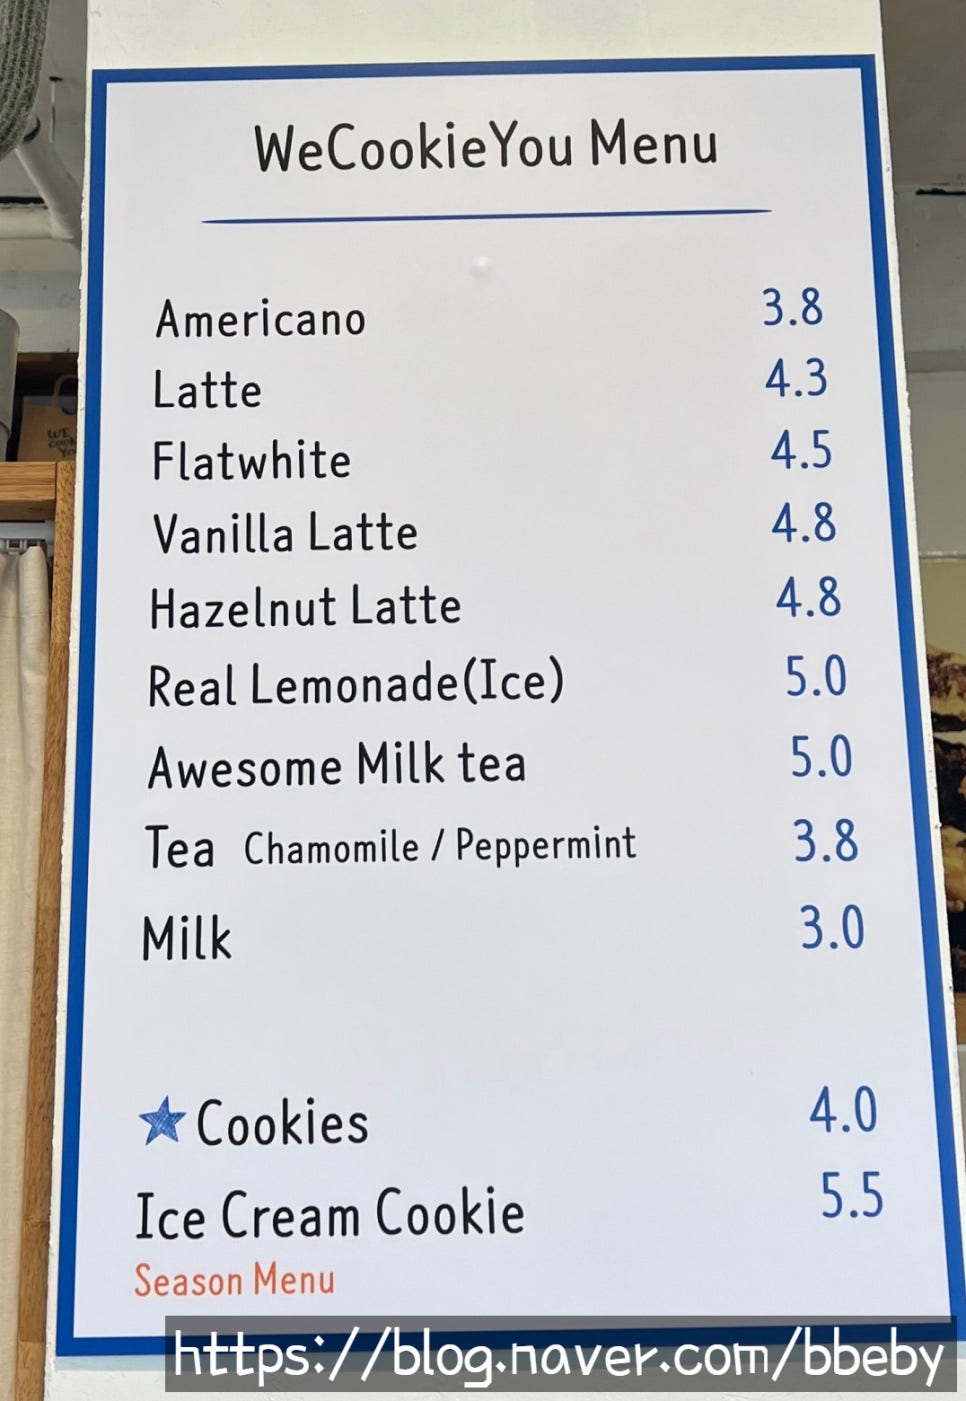 WeCookieYou Menu
Americano 3.8
Latte 4.3
Flatwhite 4.5
Vanilla Latte 4.8
Hazelnut Latte 4.8
Real Lemonade(Ice) 5.0
Awesome Milk tea 5.0
Tea Chamomile / Peppermint 3.8
Milk 3.0
Cookies 4.0
Ice Cream Cookie 5.5
Season Menu
https://blog.naver.com/bbeby
WE